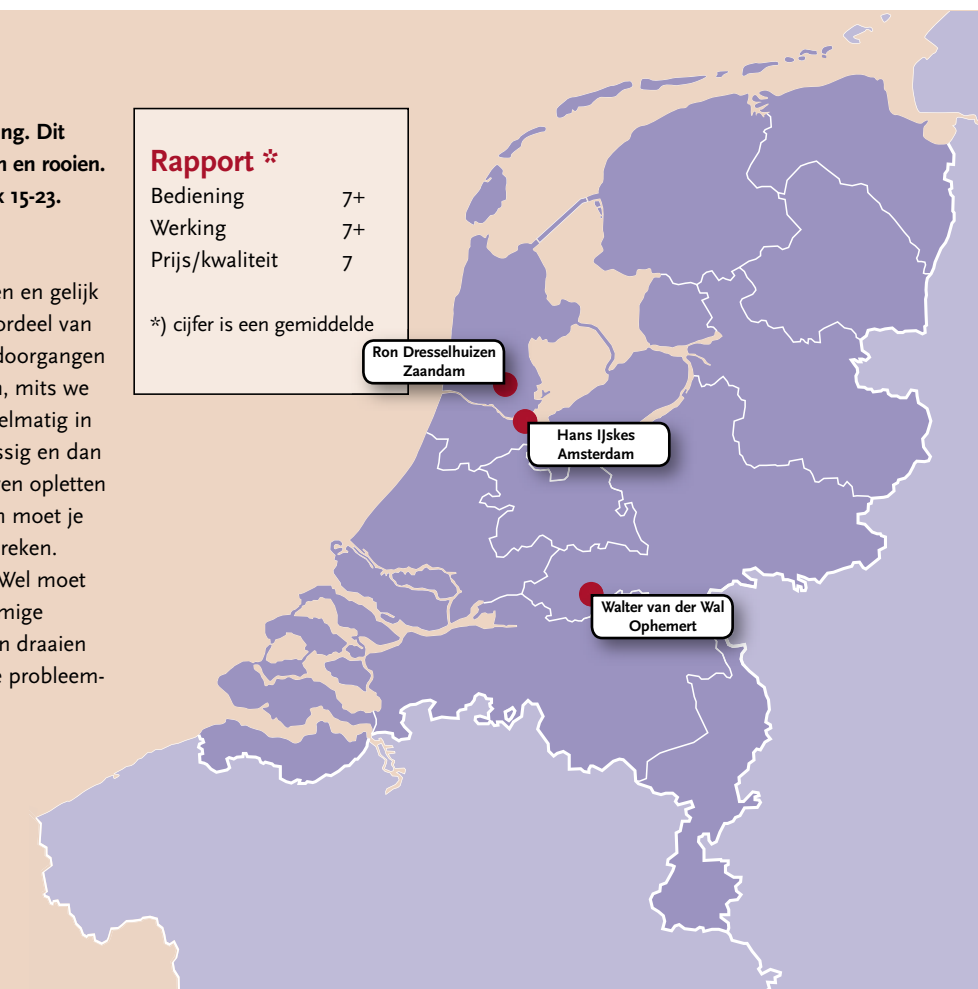 ng. Dit
n en rooien.
k 15-23.
en en gelijk
ordeel van
doorgangen
n, mits we
elmatig in
ssig en dan
en opletten
n moet je
reken.
Wel moet
mige
n draaien
e probleem-
Rapport *
Bediening 7+
Werking 7+
Prijs/kwaliteit 7
*) cijfer is een gemiddelde
Ron Dresselhuizen
Zaandam
Hans IJskes
Amsterdam
Walter van der Wal
Ophemert